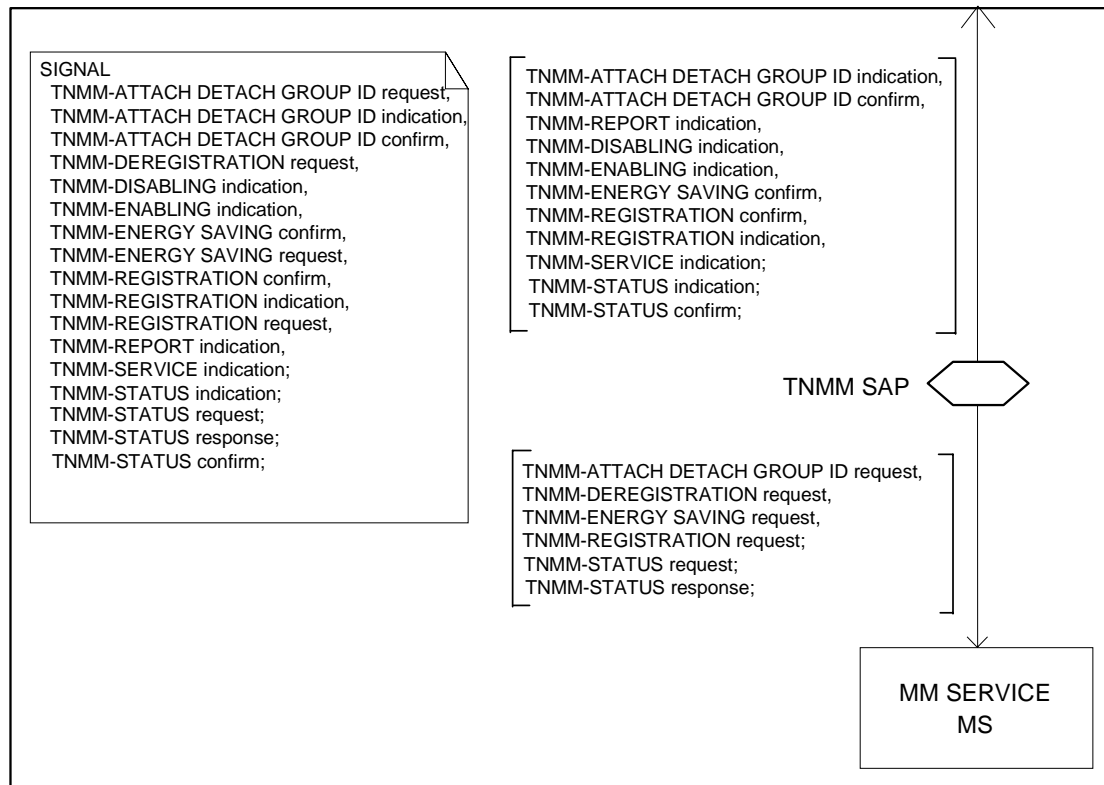 SIGNAL
TNMM-ATTACH DETACH GROUP ID request,
TNMM-ATTACH DETACH GROUP ID indication,
TNMM-ATTACH DETACH GROUP ID confirm,
TNMM-DEREGISTRATION request,
TNMM-DISABLING indication,
TNMM-ENABLING indication,
TNMM-ENERGY SAVING confirm,
TNMM-ENERGY SAVING request,
TNMM-REGISTRATION confirm,
TNMM-REGISTRATION indication,
TNMM-REGISTRATION request,
TNMM-REPORT indication,
TNMM-SERVICE indication;
TNMM-STATUS indication;
TNMM-STATUS request;
TNMM-STATUS response;
TNMM-STATUS confirm;
TNMM-ATTACH DETACH GROUP ID indication,
TNMM-ATTACH DETACH GROUP ID confirm,
TNMM-REPORT indication,
TNMM-DISABLING indication,
TNMM-ENABLING indication,
TNMM-ENERGY SAVING confirm,
TNMM-REGISTRATION confirm,
TNMM-REGISTRATION indication,
TNMM-SERVICE indication;
TNMM-STATUS indication;
TNMM-STATUS confirm;
TNMM SAP
TNMM-ATTACH DETACH GROUP ID request,
TNMM-DEREGISTRATION request,
TNMM-ENERGY SAVING request,
TNMM-REGISTRATION request;
TNMM-STATUS request;
TNMM-STATUS response;
MM SERVICE
MS